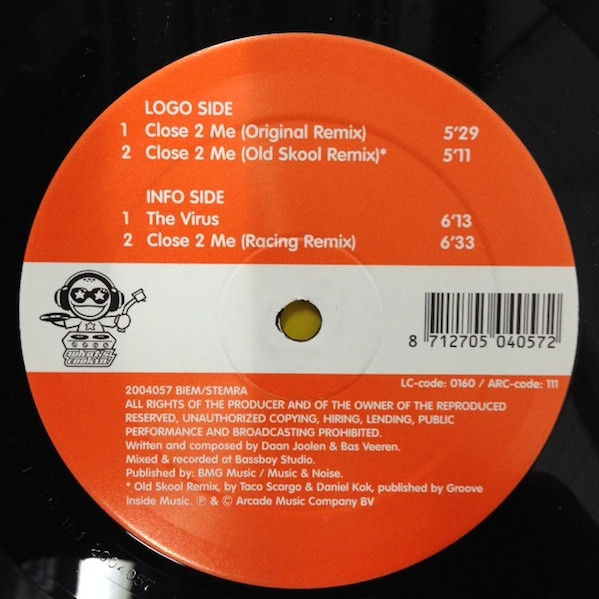 LOGO SIDE
1 Close 2 Me (Original Remix) 5'29
2 Close 2 Me (Old Skool Remix)* 5'11
INFO SIDE
1 The Virus 6'13
2 Close 2 Me (Racing Remix) 6'33
what's cookin'
8 712705 040572
LC-code: 0160 / ARC-code: 111
2004057 BIEM/STEMRA
ALL RIGHTS OF THE PRODUCER AND OF THE OWNER OF THE REPRODUCED
RESERVED, UNAUTHORIZED COPYING, HIRING, LENDING, PUBLIC
PERFORMANCE AND BROADCASTING PROHIBITED.
Written and composed by Daan Joolen & Bas Veeren.
Mixed & recorded at Bassboy Studio.
Published by: BMG Music / Music & Noise.
* Old Skool Remix, by Taco Scargo & Daniel Kok, published by Groove
Inside Music. ℗ & © Arcade Music Company BV
2004057